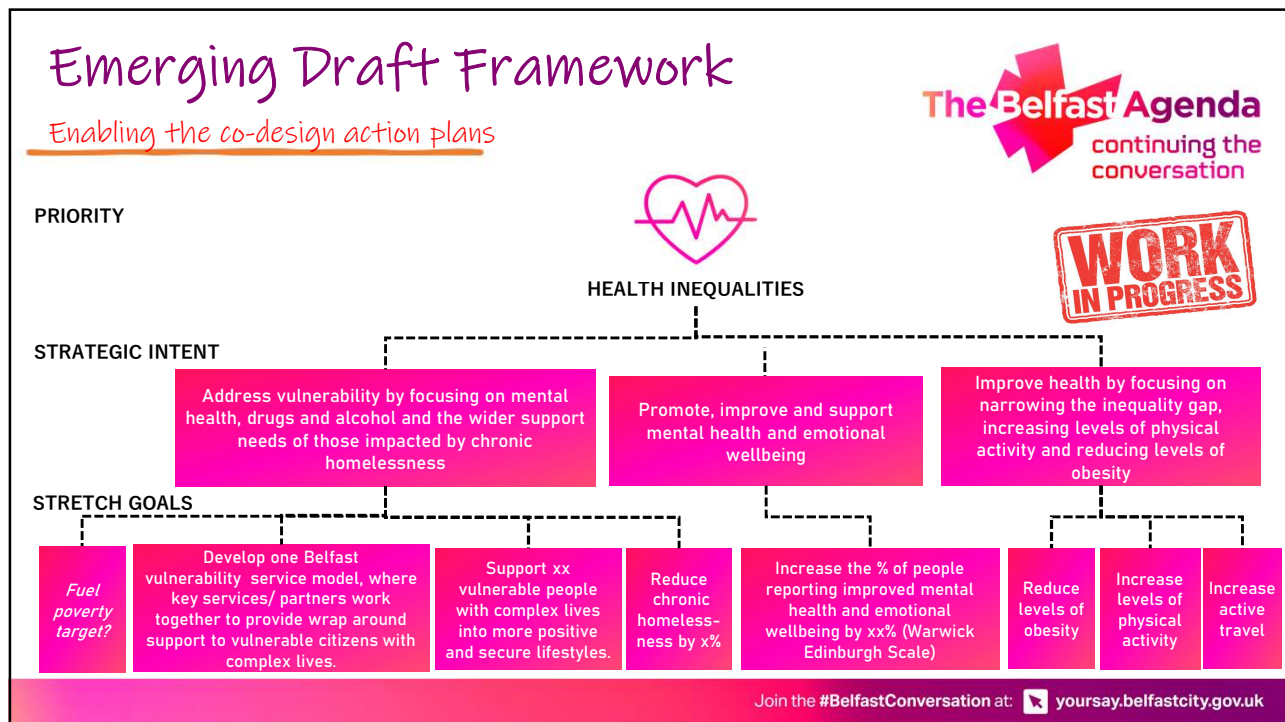 Emerging Draft Framework
Enabling the co-design action plans
The Belfast Agenda
continuing the
conversation
PRIORITY
WORK
IN PROGRESS
HEALTH INEQUALITIES
STRATEGIC INTENT
Address vulnerability by focusing on mental
health, drugs and alcohol and the wider support
needs of those impacted by chronic
homelessness
Promote, improve and support
mental health and emotional
wellbeing
Improve health by focusing on
narrowing the inequality gap,
increasing levels of physical
activity and reducing levels of
obesity
STRETCH GOALS
Fuel
poverty
target?
Develop one Belfast
vulnerability service model, where
key services/ partners work
together to provide wrap around
support to vulnerable citizens with
complex lives.
Support xx
vulnerable people
with complex lives
into more positive
and secure lifestyles.
Reduce
chronic
homeless-
ness by x%
Increase the % of people
reporting improved mental
health and emotional
wellbeing by xx% (Warwick
Edinburgh Scale)
Reduce
levels of
obesity
Increase
levels of
physical
activity
Increase
active
travel
Join the #BelfastConversation at: yoursay.belfastcity.gov.uk